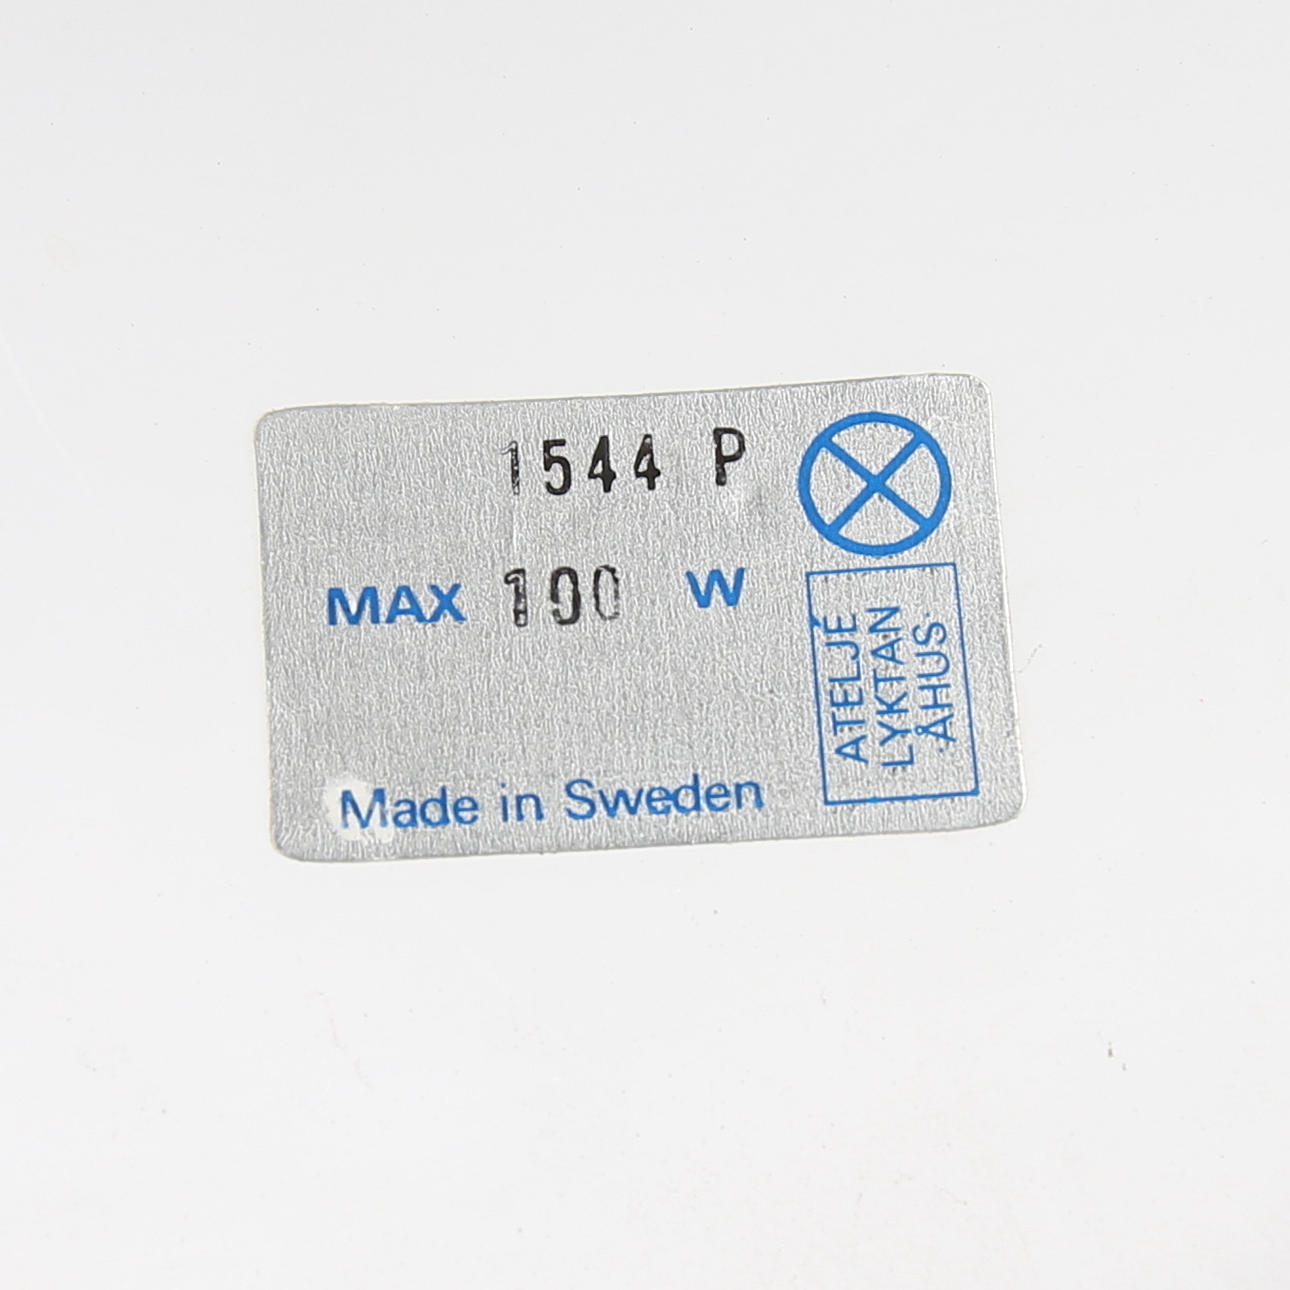 1544 P
MAX 100 W
Made in Sweden
ATELJÉ
LYKTAN
ÅHUS